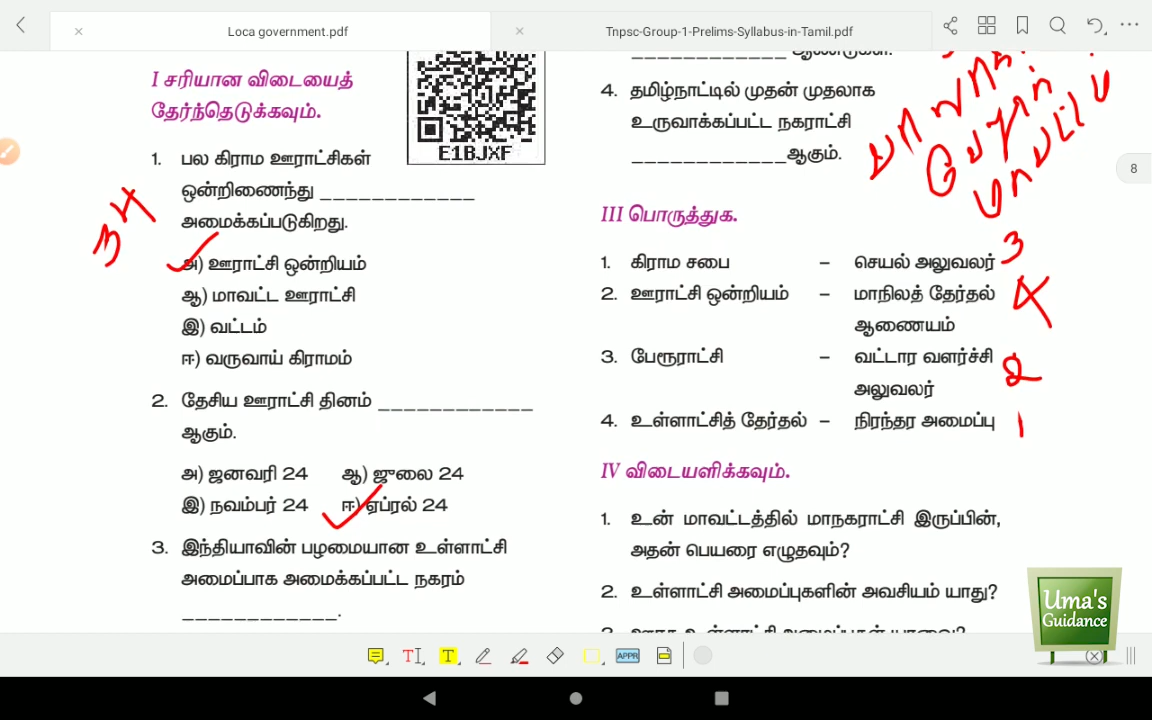 Loca government.pdf
Tnpsc-Group-1-Prelims-Syllabus-in-Tamil.pdf
I சரியான விடையைத்
தேர்ந்தெடுக்கவும்.
E1BJXF
1. பல கிராம ஊராட்சிகள்
ஒன்றிணைந்து ____________
அமைக்கப்படுகிறது.
அ) ஊராட்சி ஒன்றியம்
ஆ) மாவட்ட ஊராட்சி
இ) வட்டம்
ஈ) வருவாய் கிராமம்
2. தேசிய ஊராட்சி தினம் ____________
ஆகும்.
அ) ஜனவரி 24 ஆ) ஜுலை 24
இ) நவம்பர் 24 ஈ) ஏப்ரல் 24
3. இந்தியாவின் பழமையான உள்ளாட்சி
அமைப்பாக அமைக்கப்பட்ட நகரம்
____________.
4. தமிழ்நாட்டில் முதன் முதலாக
உருவாக்கப்பட்ட நகராட்சி
____________ ஆகும்.
8
III பொருத்துக.
1. கிராம சபை – செயல் அலுவலர் 3
2. ஊராட்சி ஒன்றியம் – மாநிலத் தேர்தல் 4
ஆணையம்
3. பேரூராட்சி – வட்டார வளர்ச்சி 2
அலுவலர்
4. உள்ளாட்சித் தேர்தல் – நிரந்தர அமைப்பு 1
IV விடையளிக்கவும்.
1. உன் மாவட்டத்தில் மாநகராட்சி இருப்பின்,
அதன் பெயரை எழுதவும்?
2. உள்ளாட்சி அமைப்புகளின் அவசியம் யாது?
Uma's
Guidance
APPR